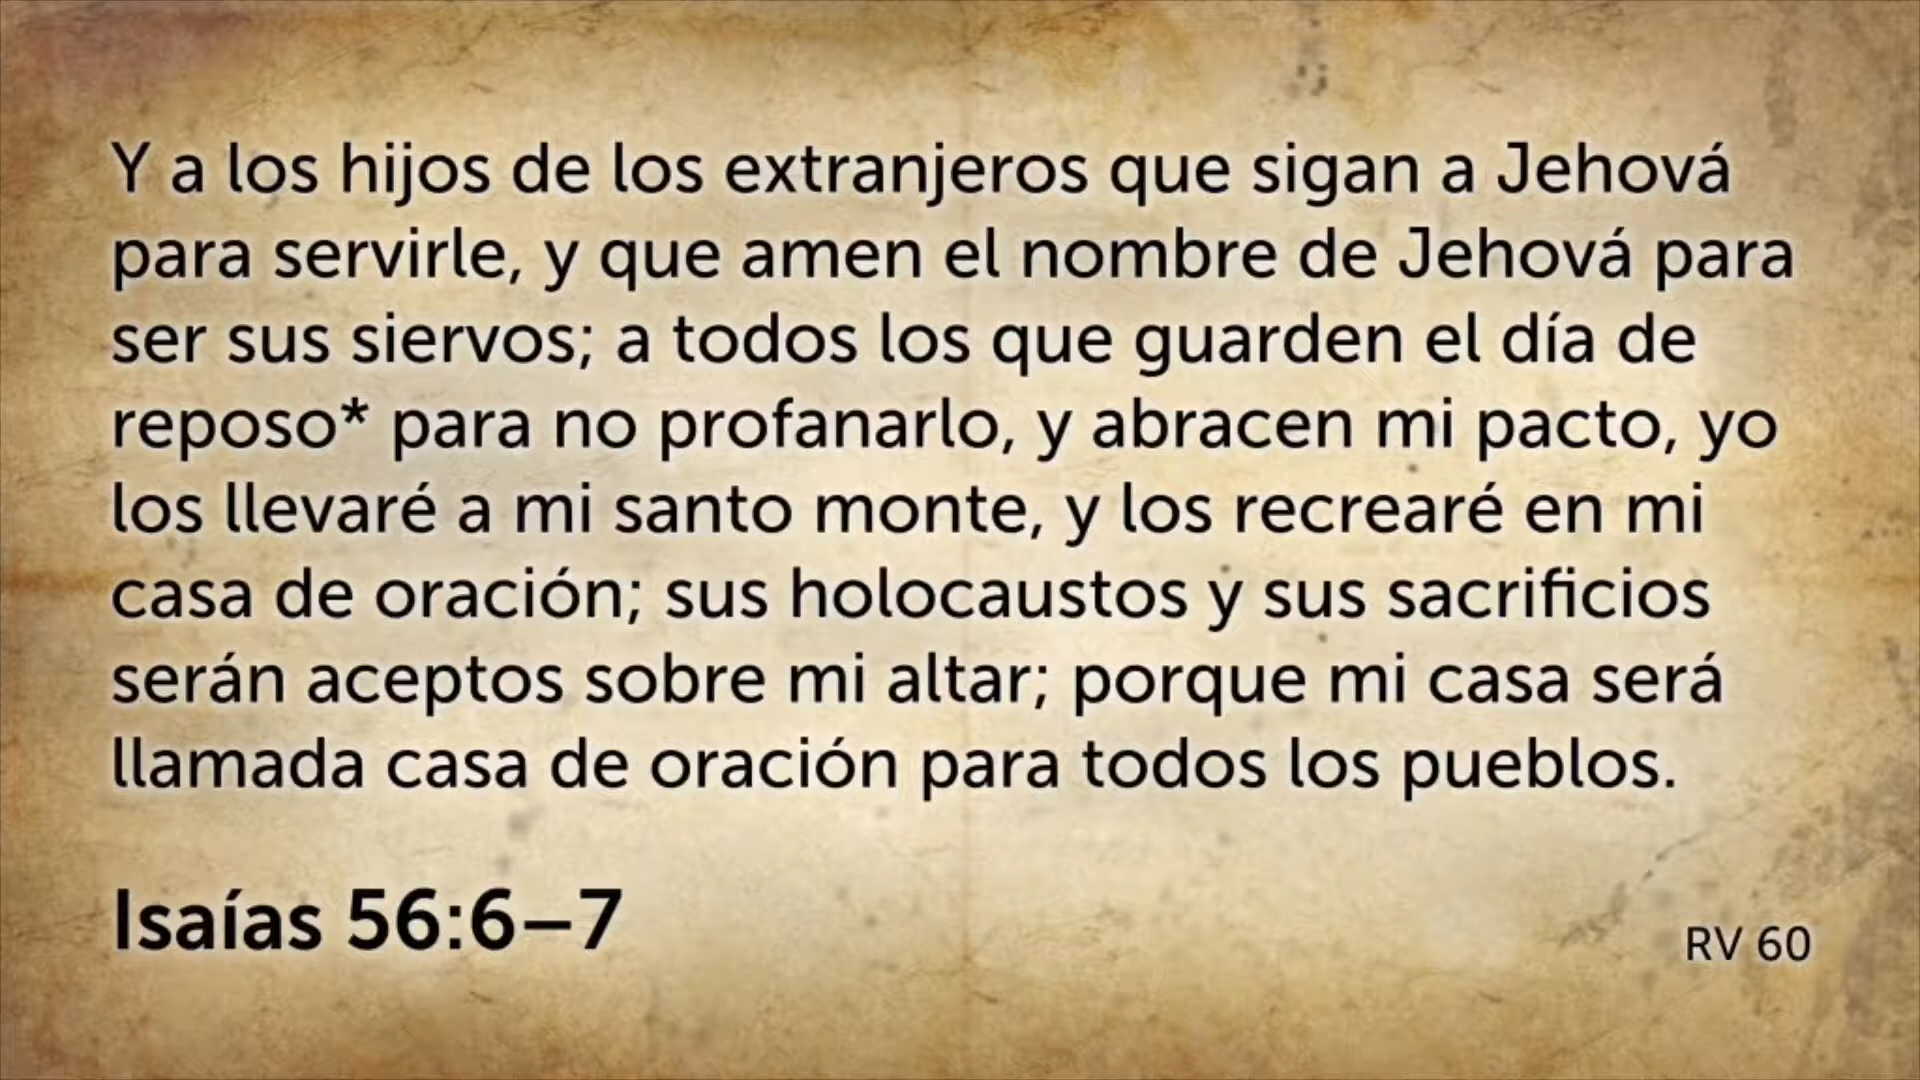 Y a los hijos de los extranjeros que sigan a Jehová
para servirle, y que amen el nombre de Jehová para
ser sus siervos; a todos los que guarden el día de
reposo* para no profanarlo, y abracen mi pacto, yo
los llevaré a mi santo monte, y los recrearé en mi
casa de oración; sus holocaustos y sus sacrificios
serán aceptos sobre mi altar; porque mi casa será
llamada casa de oración para todos los pueblos.
Isaías 56:6–7
RV 60